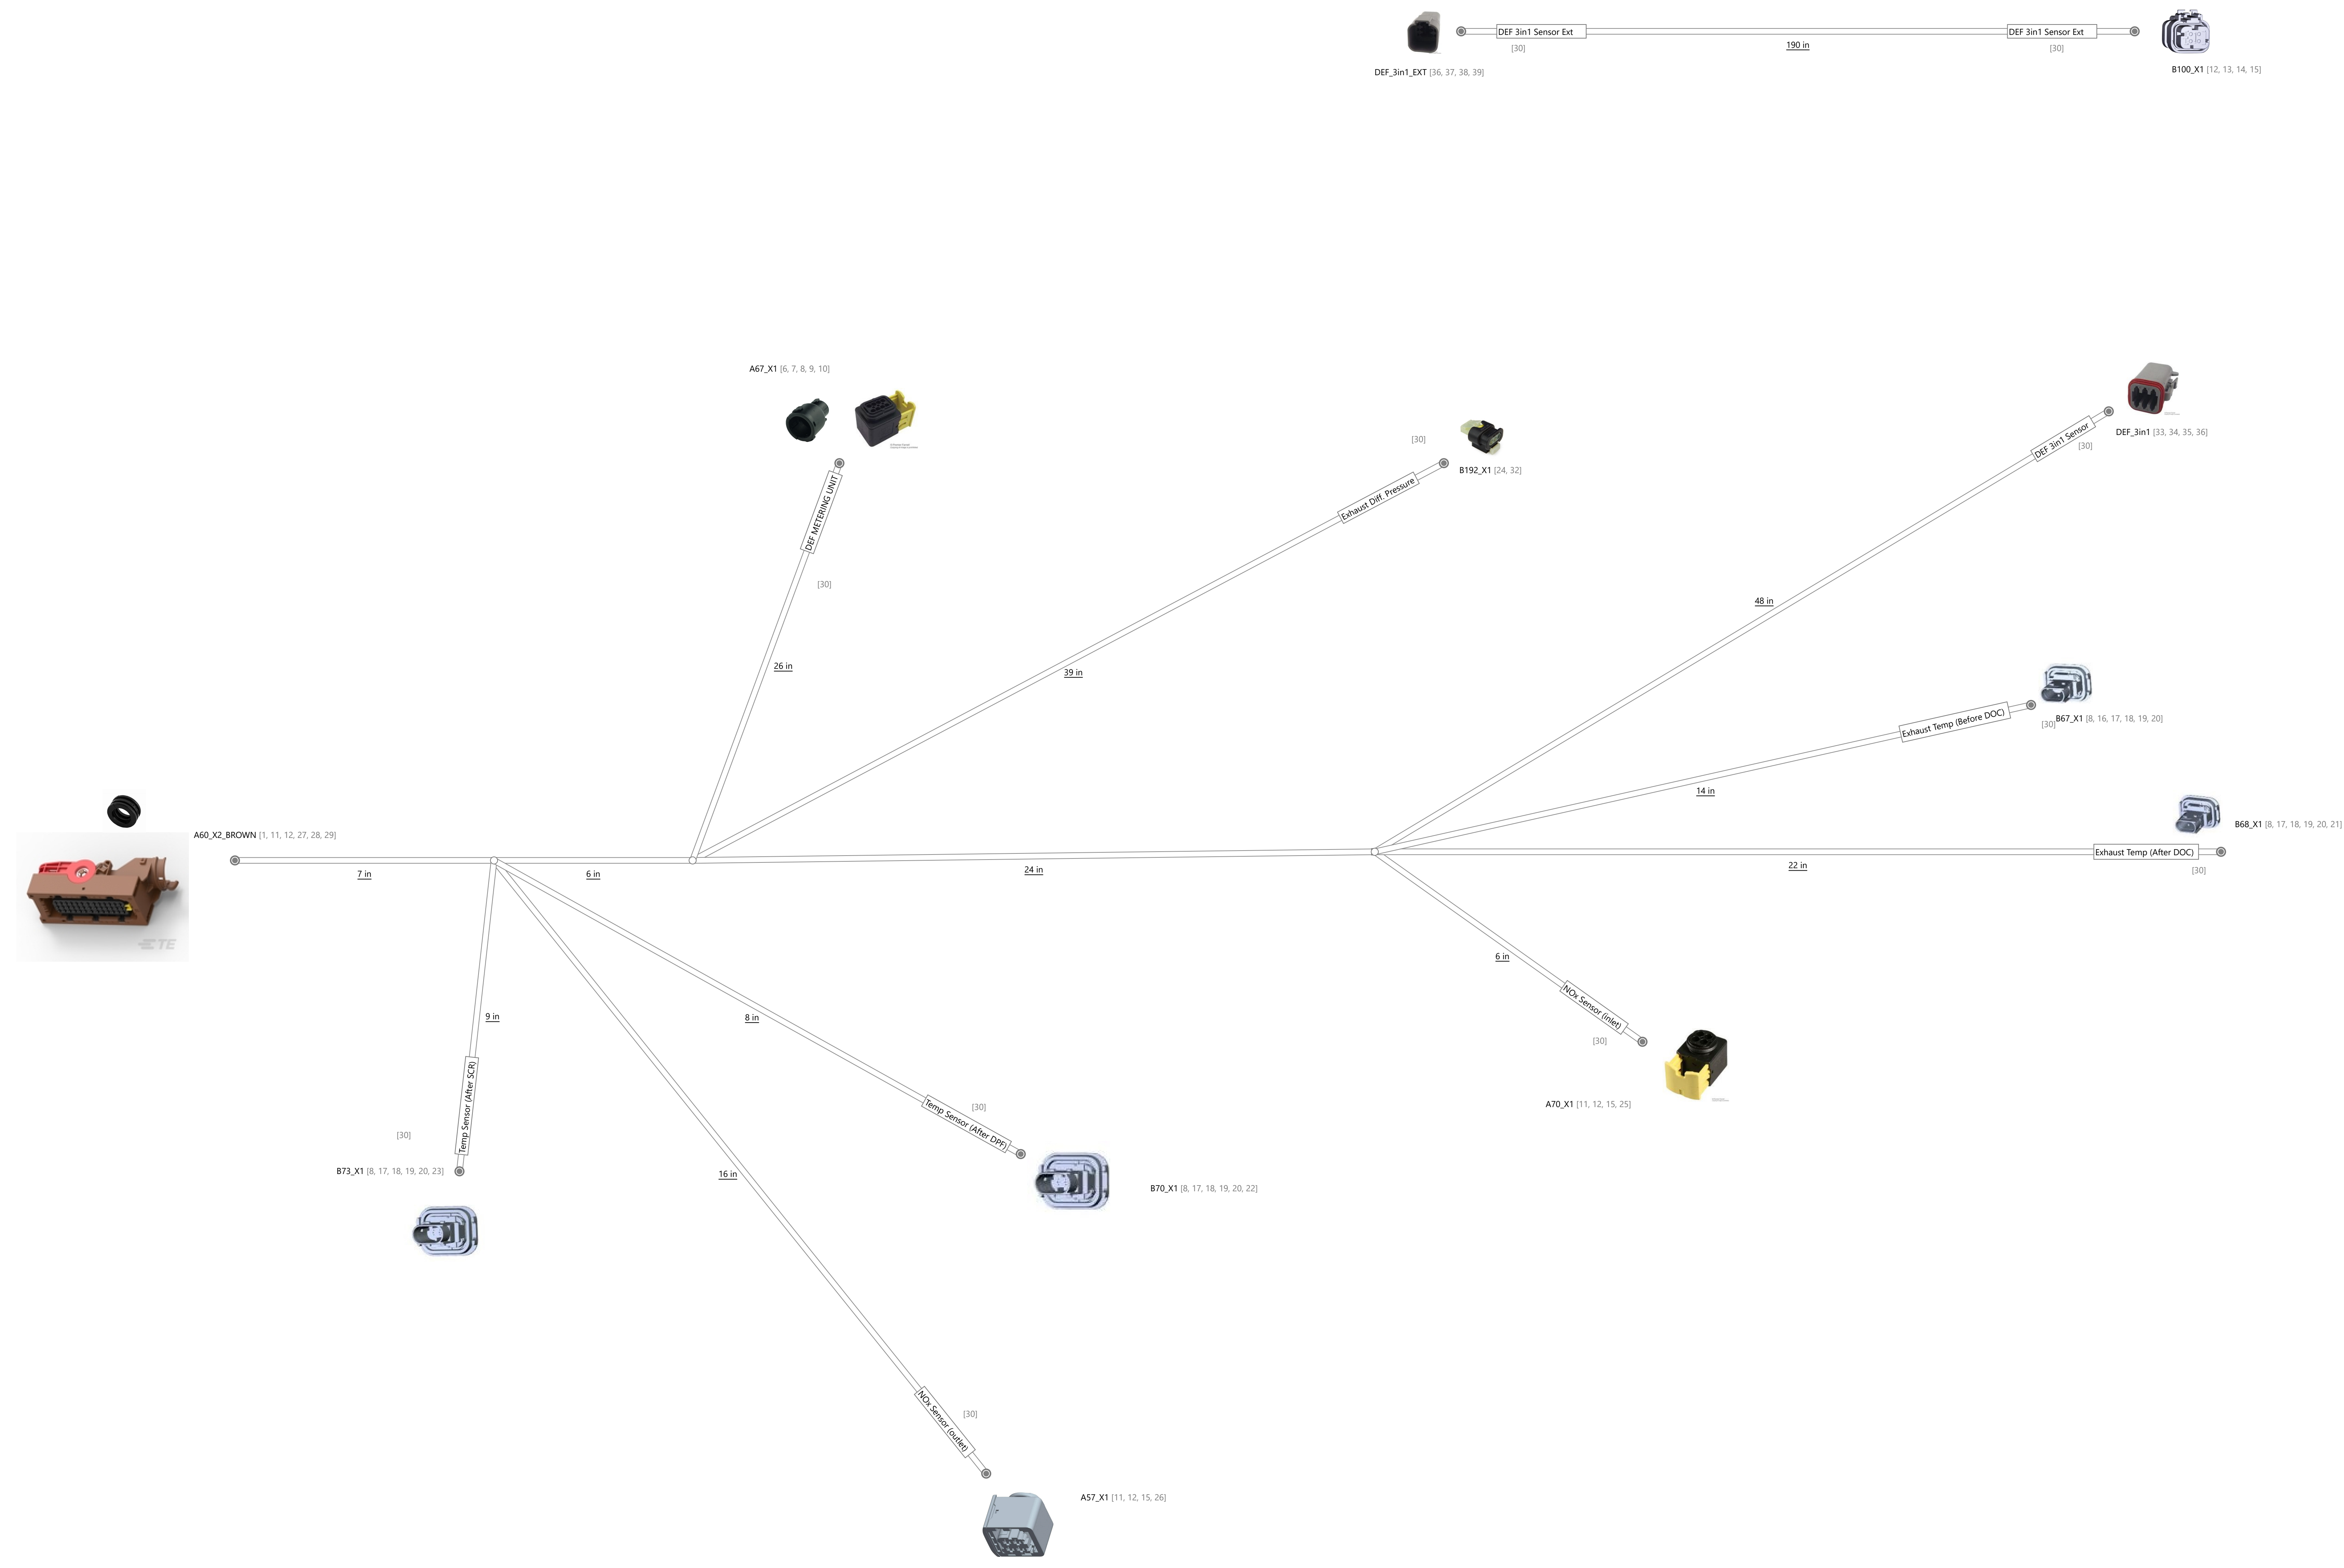 DEF 3in1 Sensor Ext
DEF 3in1 Sensor Ext
[30]
190 in
[30]
DEF_3in1_EXT [36, 37, 38, 39]
B100_X1 [12, 13, 14, 15]
A67_X1 [6, 7, 8, 9, 10]
DEF METERING UNIT
[30]
26 in
[30]
B192_X1 [24, 32]
Exhaust Diff. Pressure
39 in
DEF_3in1 [33, 34, 35, 36]
DEF 3in1 Sensor
[30]
48 in
B67_X1 [8, 16, 17, 18, 19, 20]
[30]
Exhaust Temp (Before DOC)
14 in
B68_X1 [8, 17, 18, 19, 20, 21]
Exhaust Temp (After DOC)
[30]
22 in
A60_X2_BROWN [1, 11, 12, 27, 28, 29]
TE
7 in
6 in
24 in
6 in
NOx Sensor (inlet)
[30]
A70_X1 [11, 12, 15, 25]
9 in
Temp Sensor (After SCR)
[30]
B73_X1 [8, 17, 18, 19, 20, 23]
8 in
Temp Sensor (After DPF)
[30]
B70_X1 [8, 17, 18, 19, 20, 22]
16 in
NOx Sensor (outlet)
[30]
A57_X1 [11, 12, 15, 26]